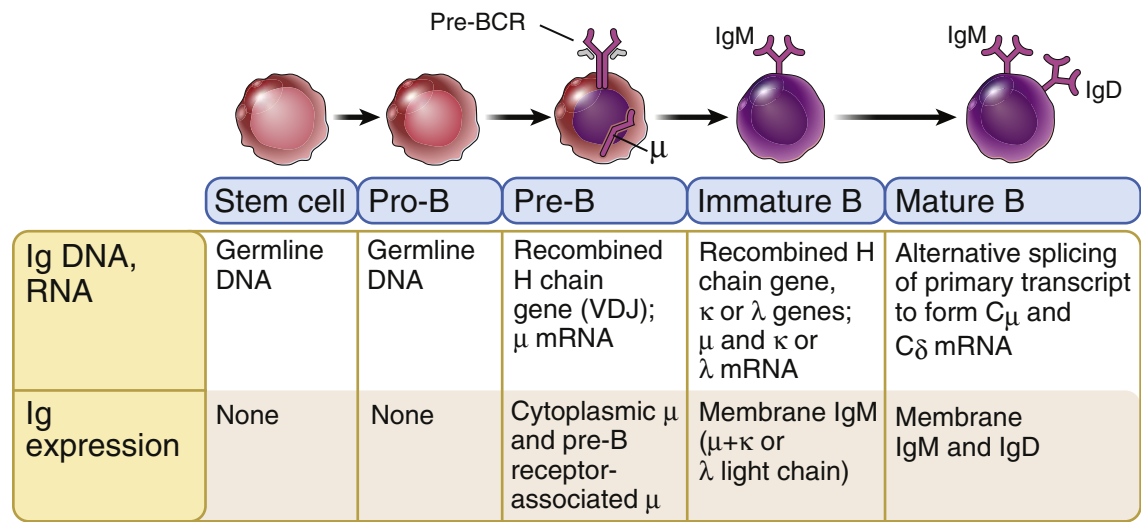 Pre-BCR
IgM
IgM
IgD
μ
Stem cell
Pro-B
Pre-B
Immature B
Mature B
Ig DNA,
RNA
Germline
DNA
Germline
DNA
Recombined
H chain
gene (VDJ);
μ mRNA
Recombined H
chain gene,
κ or λ genes;
μ and κ or
λ mRNA
Alternative splicing
of primary transcript
to form Cμ and
Cδ mRNA
Ig
expression
None
None
Cytoplasmic μ
and pre-B
receptor-
associated μ
Membrane IgM
(μ+κ or
λ light chain)
Membrane
IgM and IgD